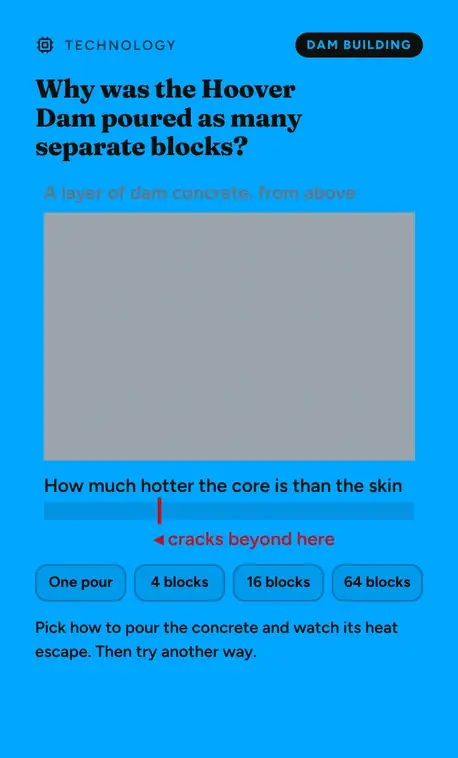 TECHNOLOGY
DAM BUILDING
Why was the Hoover
Dam poured as many
separate blocks?
A layer of dam concrete, from above
How much hotter the core is than the skin
◄ cracks beyond here
One pour
4 blocks
16 blocks
64 blocks
Pick how to pour the concrete and watch its heat
escape. Then try another way.